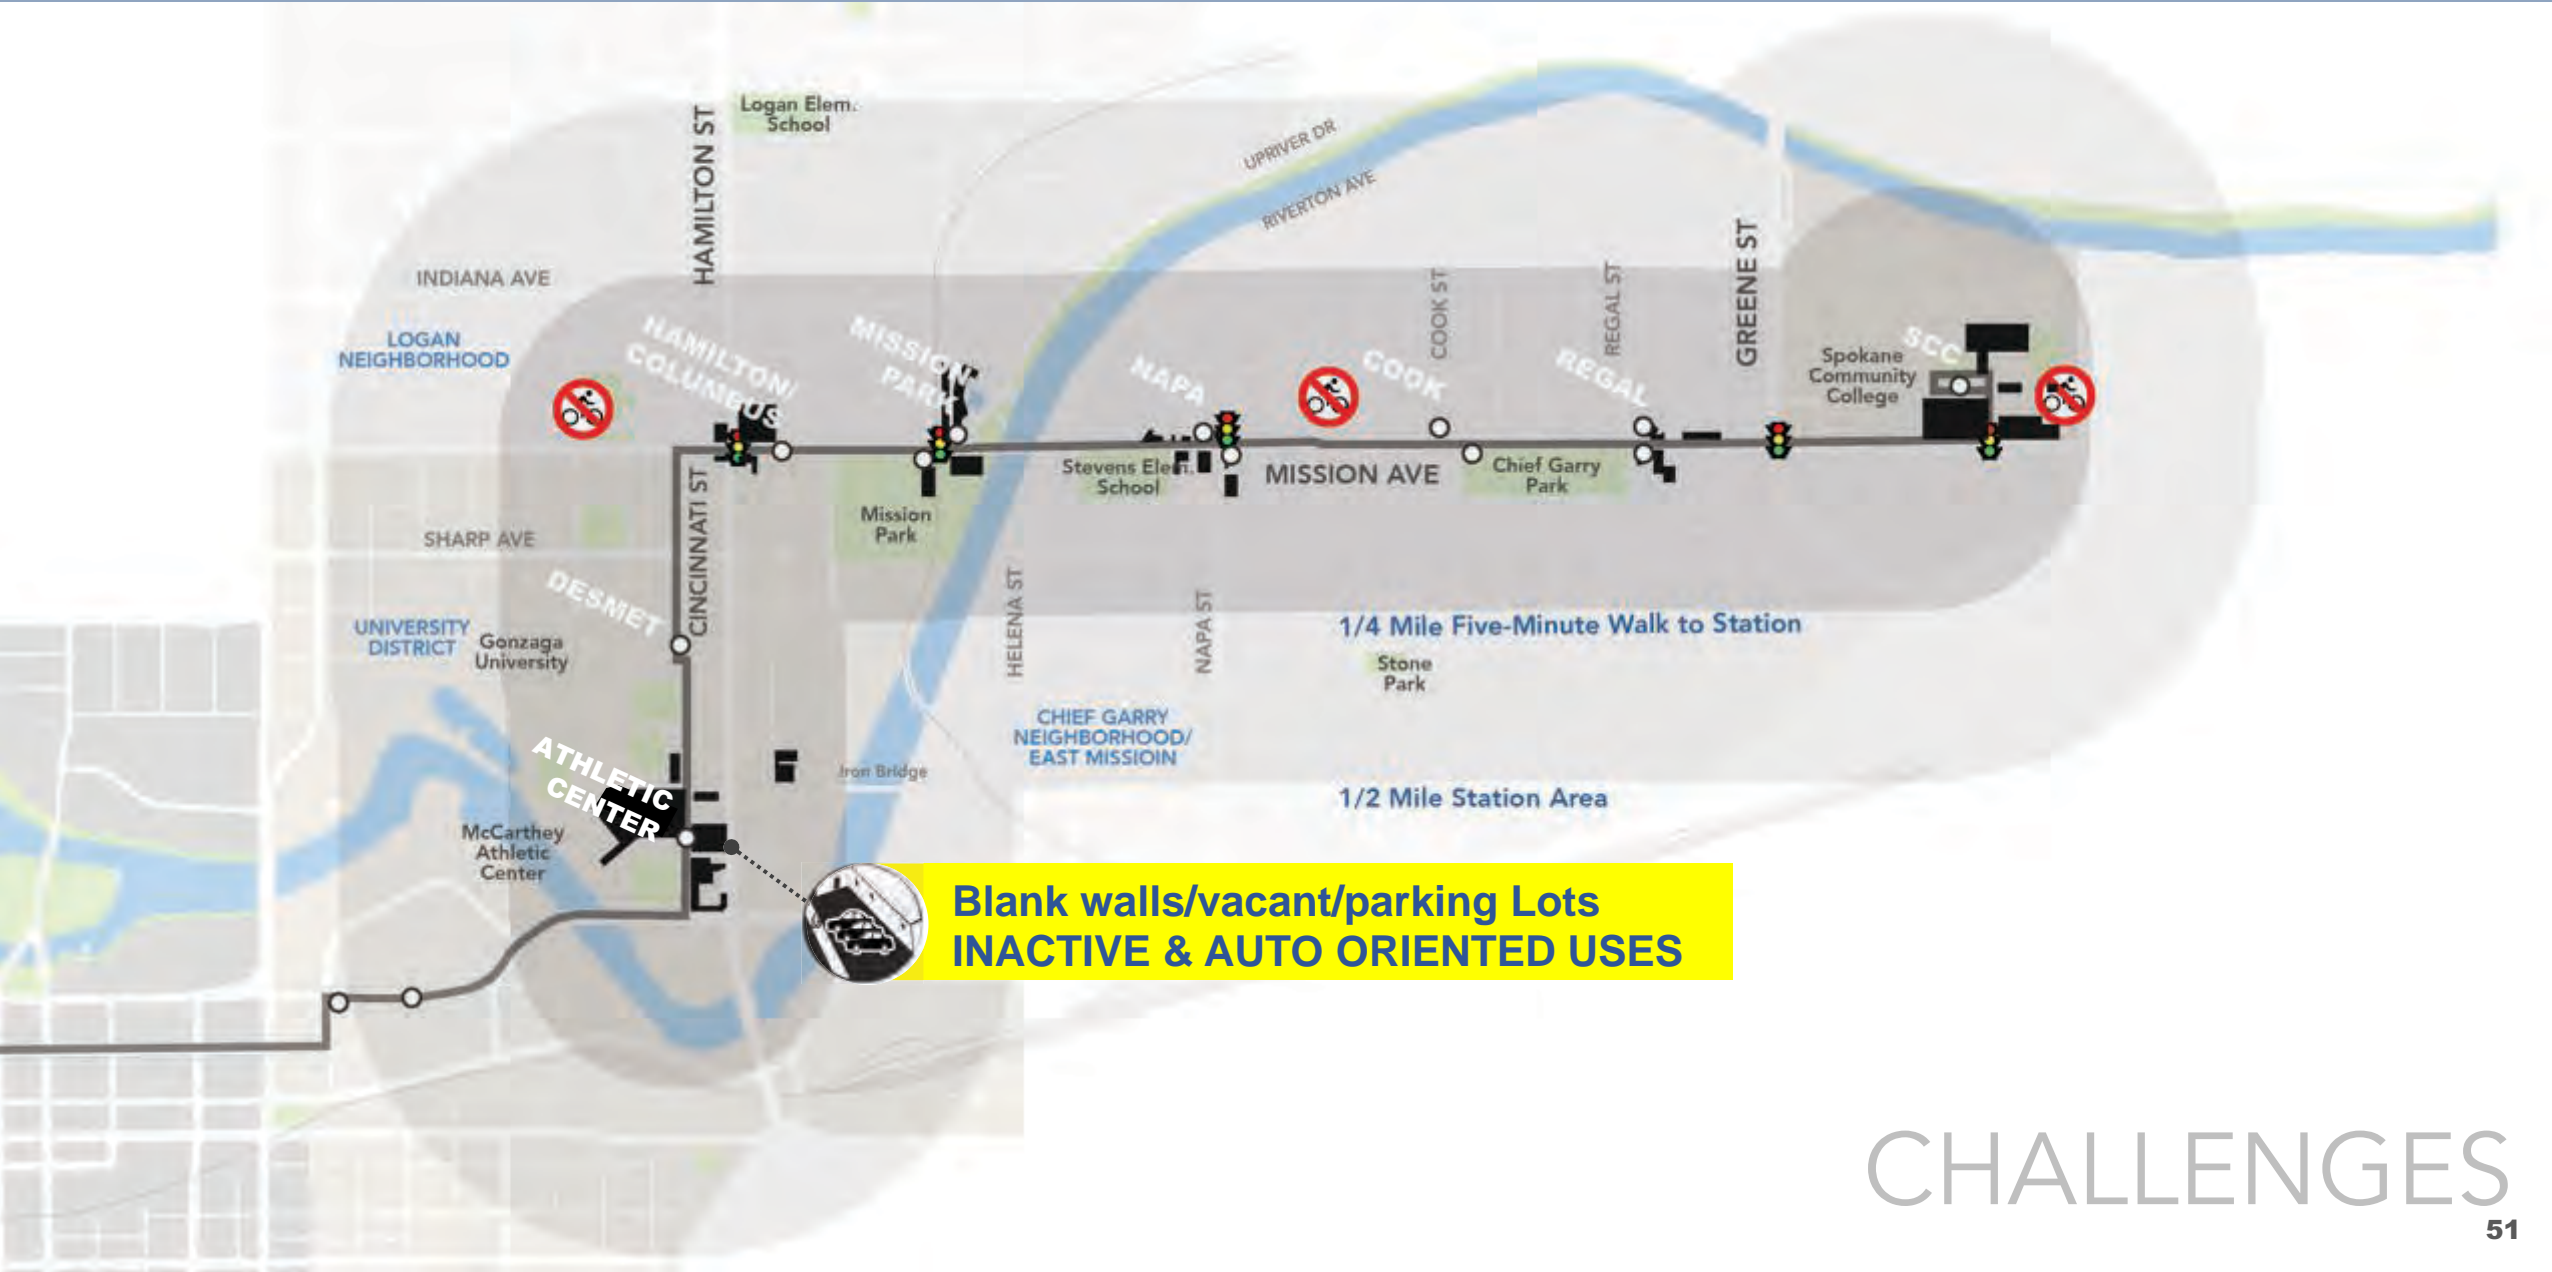 Logan Elem.
School
HAMILTON ST
UPRIVER DR
RIVERTON AVE
INDIANA AVE
LOGAN
NEIGHBORHOOD
HAMILTON/
COLUMBUS
MISSION
PARK
NAPA
COOK
COOK ST
REGAL
REGAL ST
GREENE ST
SCC
Spokane
Community
College
Stevens Elem.
School
MISSION AVE
Chief Garry
Park
Mission
Park
SHARP AVE
CINCINNATI ST
DESMET
HELENA ST
NAPA ST
UNIVERSITY
DISTRICT
Gonzaga
University
1/4 Mile Five-Minute Walk to Station
Stone
Park
CHIEF GARRY
NEIGHBORHOOD/
EAST MISSIOIN
Iron Bridge
1/2 Mile Station Area
ATHLETIC
CENTER
McCarthey
Athletic
Center
Blank walls/vacant/parking Lots
INACTIVE & AUTO ORIENTED USES
CHALLENGES
51